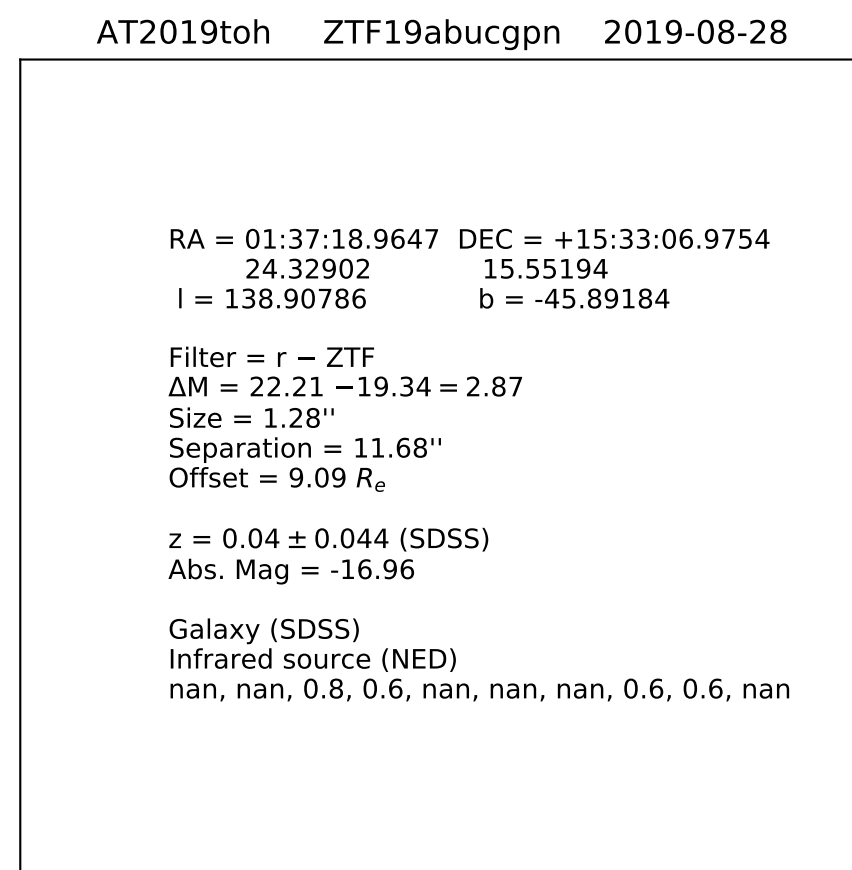 AT2019toh ZTF19abucgpn 2019-08-28
RA = 01:37:18.9647 DEC = +15:33:06.9754
24.32902 15.55194
l = 138.90786 b = -45.89184
Filter = r − ZTF
ΔM = 22.21 −19.34 = 2.87
Size = 1.28''
Separation = 11.68''
Offset = 9.09 Rₑ
z = 0.04 ± 0.044 (SDSS)
Abs. Mag = -16.96
Galaxy (SDSS)
Infrared source (NED)
nan, nan, 0.8, 0.6, nan, nan, nan, 0.6, 0.6, nan